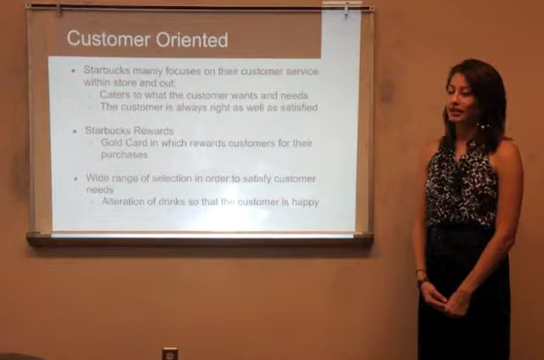 Customer Oriented
Starbucks mainly focuses on their customer service
within store and out.
Caters to what the customer wants and needs
The customer is always right as well as satisfied
Starbucks Rewards
Gold Card in which rewards customers for their
purchases
Wide range of selection in order to satisfy customer
needs
Alteration of drinks so that the customer is happy